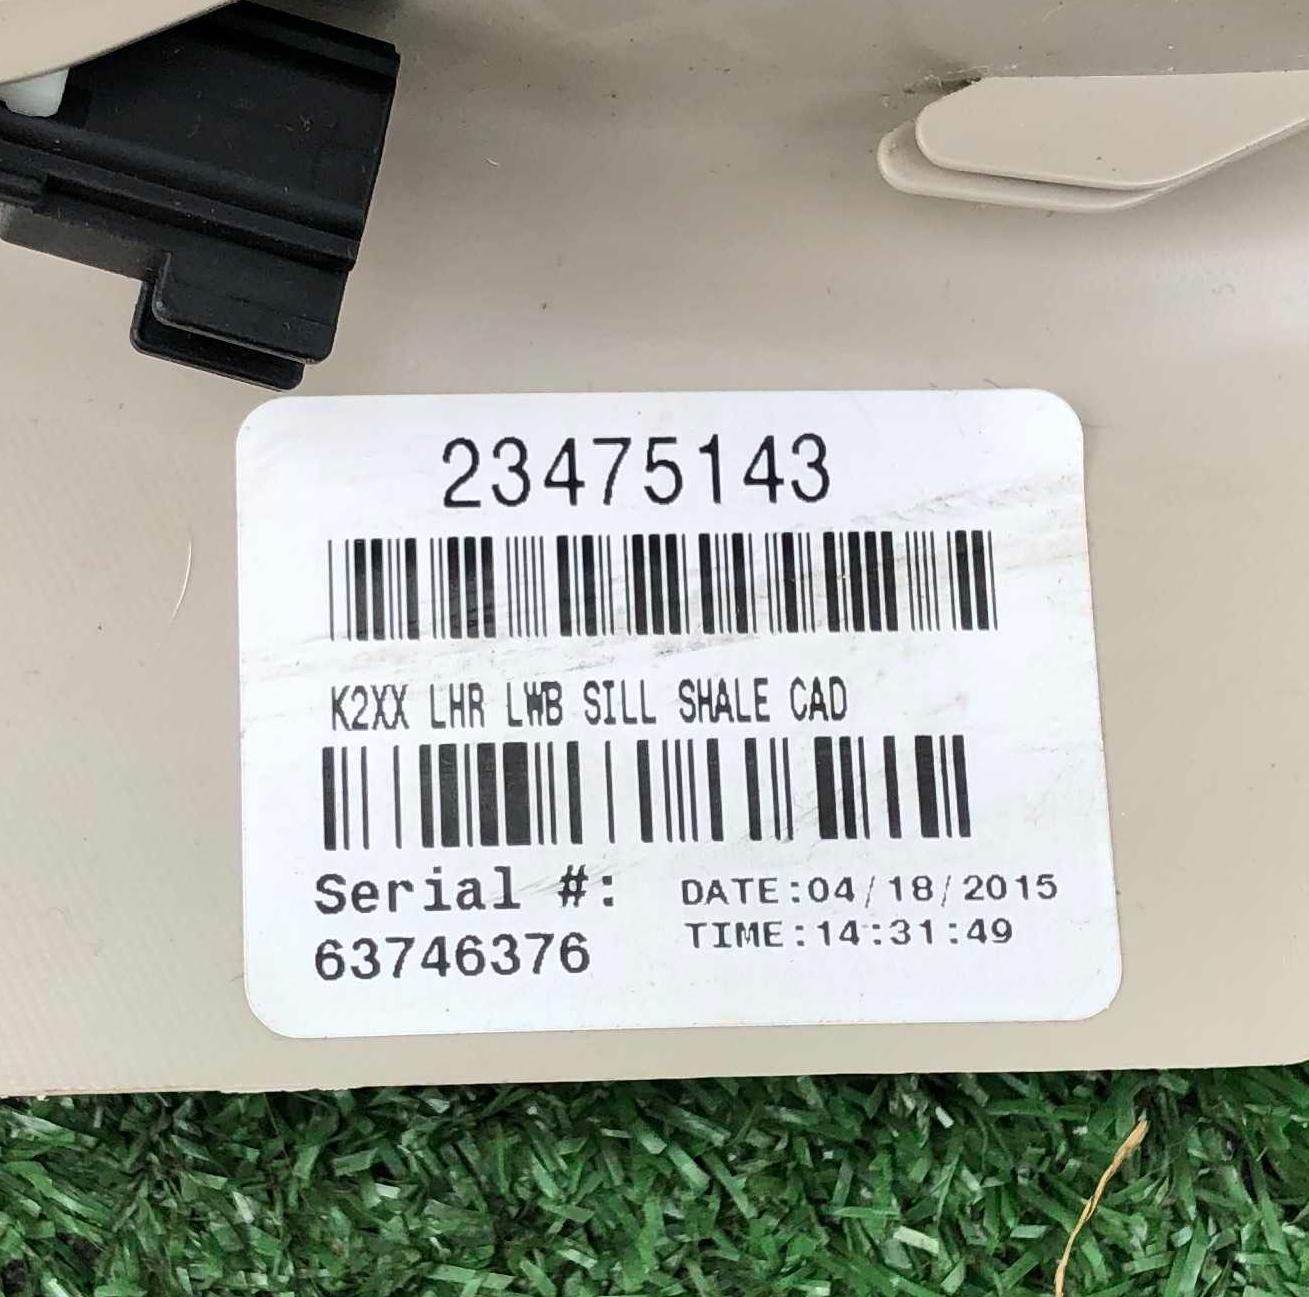 23475143
K2XX LHR LWB SILL SHALE CAD
Serial #:
63746376
DATE:04/18/2015
TIME:14:31:49